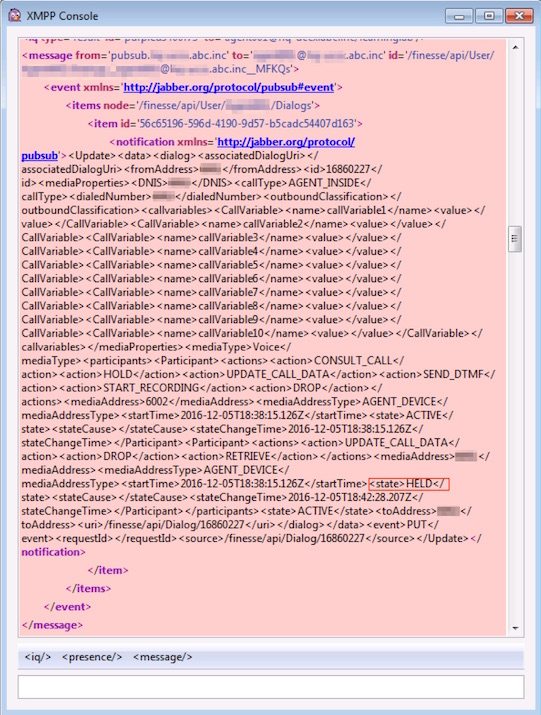 XMPP Console
<message from='pubsub. .abc.inc' to=' @ .abc.inc' id='/finesse/api/User/
@ .abc.inc__MFKQs'>
<event xmlns='http://jabber.org/protocol/pubsub#event'>
<items node='/finesse/api/User/ /Dialogs'>
<item id='56c65196-596d-4190-9d57-b5cadc54407d163'>
<notification xmlns='http://jabber.org/protocol/
pubsub'><Update><data><dialog><associatedDialogUri></
associatedDialogUri><fromAddress> </fromAddress><id>16860227</
id><mediaProperties><DNIS> </DNIS><callType>AGENT_INSIDE</
callType><dialedNumber> </dialedNumber><outboundClassification></
outboundClassification><callvariables><CallVariable><name>callVariable1</name><value></
value></CallVariable><CallVariable><name>callVariable2</name><value></value></
CallVariable><CallVariable><name>callVariable3</name><value></value></
CallVariable><CallVariable><name>callVariable4</name><value></value></
CallVariable><CallVariable><name>callVariable5</name><value></value></
CallVariable><CallVariable><name>callVariable6</name><value></value></
CallVariable><CallVariable><name>callVariable7</name><value></value></
CallVariable><CallVariable><name>callVariable8</name><value></value></
CallVariable><CallVariable><name>callVariable9</name><value></value></
CallVariable><CallVariable><name>callVariable10</name><value></value></CallVariable></
callvariables></mediaProperties><mediaType>Voice</
mediaType><participants><Participant><actions><action>CONSULT_CALL</
action><action>HOLD</action><action>UPDATE_CALL_DATA</action><action>SEND_DTMF</
action><action>START_RECORDING</action><action>DROP</action></
actions><mediaAddress>6002</mediaAddress><mediaAddressType>AGENT_DEVICE</
mediaAddressType><startTime>2016-12-05T18:38:15.126Z</startTime><state>ACTIVE</
state><stateCause></stateCause><stateChangeTime>2016-12-05T18:38:15.126Z</
stateChangeTime></Participant><Participant><actions><action>UPDATE_CALL_DATA</
action><action>DROP</action><action>RETRIEVE</action></actions><mediaAddress> </
mediaAddress><mediaAddressType>AGENT_DEVICE</
mediaAddressType><startTime>2016-12-05T18:38:15.126Z</startTime><state>HELD</
state><stateCause></stateCause><stateChangeTime>2016-12-05T18:42:28.207Z</
stateChangeTime></Participant></participants><state>ACTIVE</state><toAddress> </
toAddress><uri>/finesse/api/Dialog/16860227</uri></dialog></data><event>PUT</
event><requestId></requestId><source>/finesse/api/Dialog/16860227</source></Update></
notification>
</item>
</items>
</event>
</message>
<iq/> <presence/> <message/>